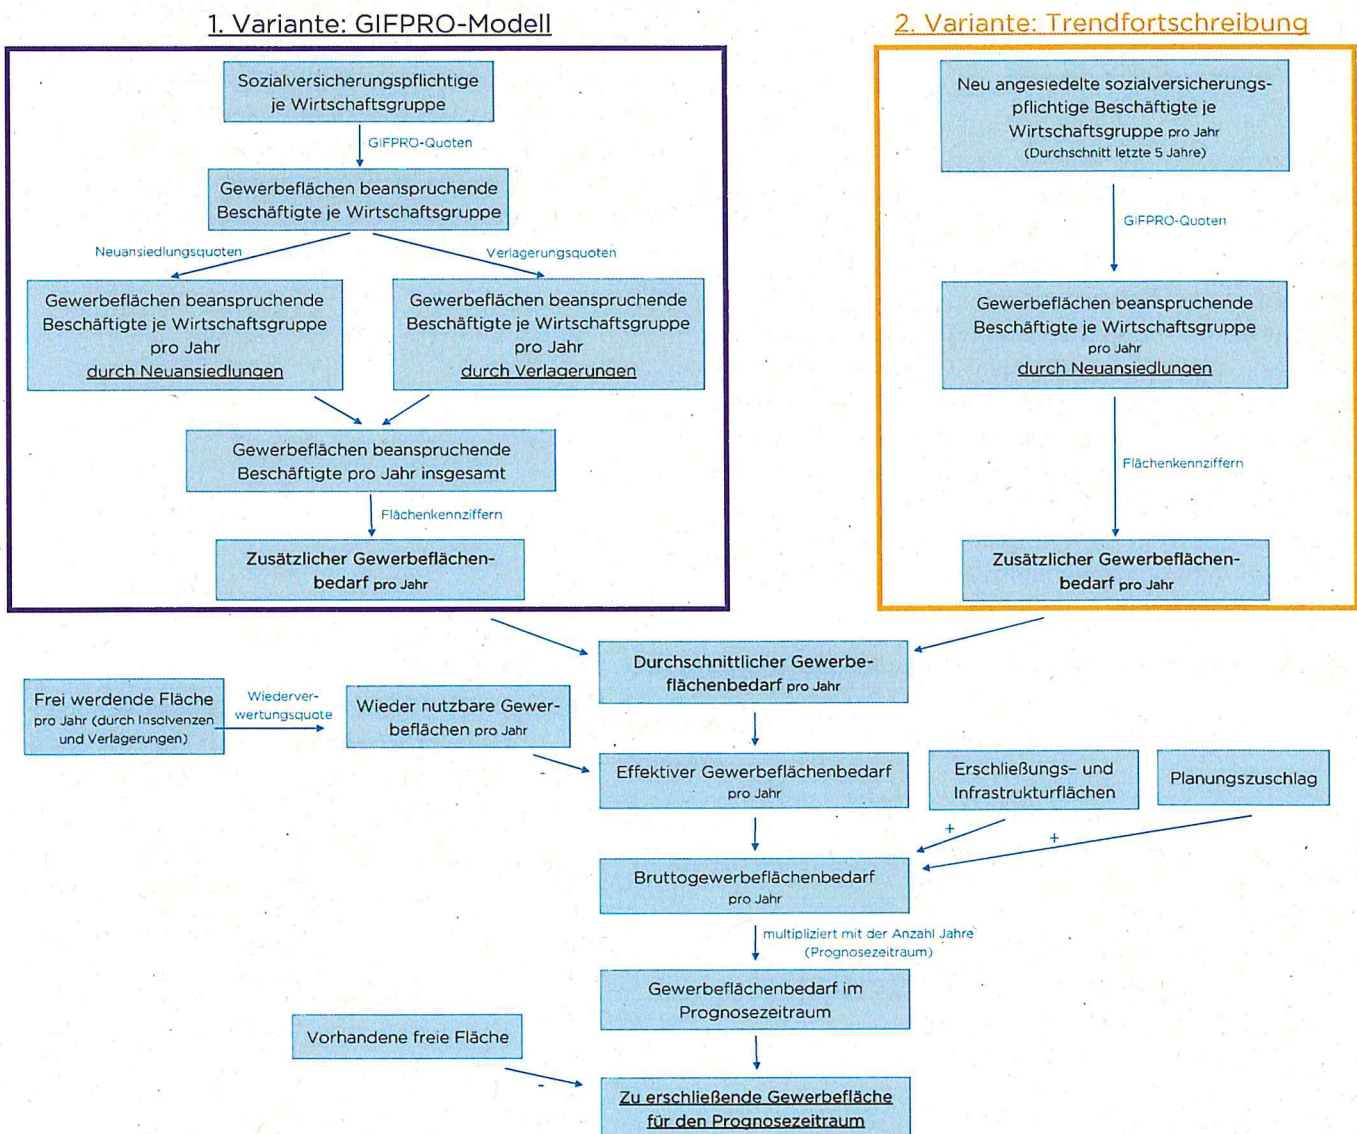 1. Variante: GIFPRO-Modell
Sozialversicherungspflichtige
je Wirtschaftsgruppe
GIFPRO-Quoten
Gewerbeflächen beanspruchende
Beschäftigte je Wirtschaftsgruppe
Neuansiedlungsquoten
Verlagerungsquoten
Gewerbeflächen beanspruchende
Beschäftigte je Wirtschaftsgruppe
pro Jahr
durch Neuansiedlungen
Gewerbeflächen beanspruchende
Beschäftigte je Wirtschaftsgruppe
pro Jahr
durch Verlagerungen
Gewerbeflächen beanspruchende
Beschäftigte pro Jahr insgesamt
Flächenkennziffern
Zusätzlicher Gewerbeflächen-
bedarf pro Jahr
2. Variante: Trendfortschreibung
Neu angesiedelte sozialversicherungs-
pflichtige Beschäftigte je
Wirtschaftsgruppe pro Jahr
(Durchschnitt letzte 5 Jahre)
GIFPRO-Quoten
Gewerbeflächen beanspruchende
Beschäftigte je Wirtschaftsgruppe
pro Jahr
durch Neuansiedlungen
Flächenkennziffern
Zusätzlicher Gewerbeflächen-
bedarf pro Jahr
Durchschnittlicher Gewerbe-
flächenbedarf pro Jahr
Frei werdende Fläche
pro Jahr (durch Insolvenzen
und Verlagerungen)
Wiederver-
wertungsquote
Wieder nutzbare Gewer-
beflächen pro Jahr
-
Effektiver Gewerbeflächenbedarf
pro Jahr
Erschließungs- und
Infrastrukturflächen
Planungszuschlag
+
+
Bruttogewerbeflächenbedarf
pro Jahr
multipliziert mit der Anzahl Jahre
(Prognosezeitraum)
Gewerbeflächenbedarf im
Prognosezeitraum
Vorhandene freie Fläche
-
Zu erschließende Gewerbefläche
für den Prognosezeitraum